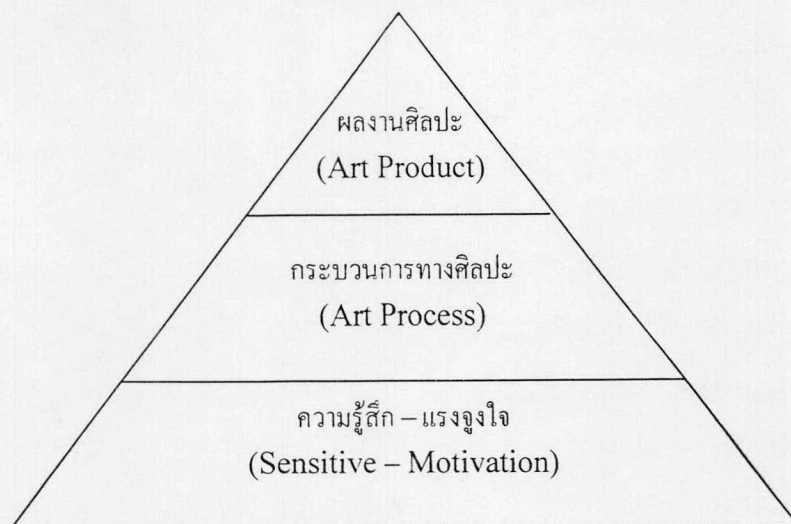 ผลงานศิลปะ
(Art Product)
กระบวนการทางศิลปะ
(Art Process)
ความรู้สึก – แรงจูงใจ
(Sensitive – Motivation)